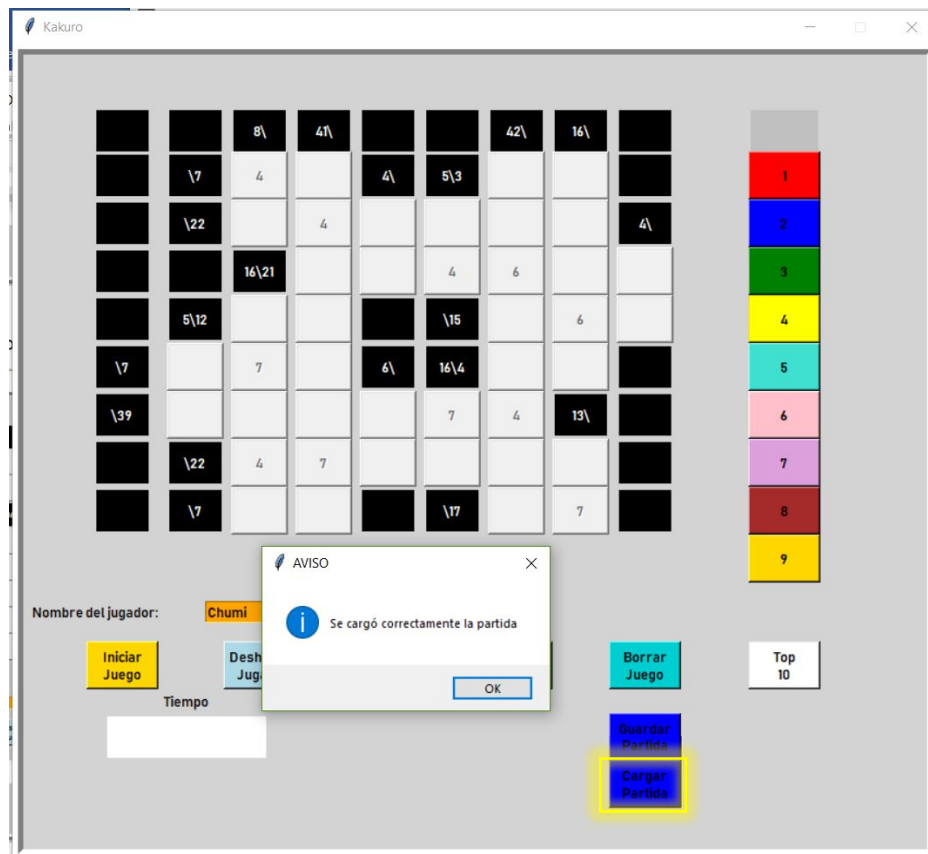 Kakuro
8\ 41\ 42\ 16\
\7 4 4\ 5\3 1
\22 4 4\ 2
16\21 4 6 3
5\12 \15 6 4
\7 7 6\ 16\4 5
\39 7 4 13\ 6
\22 4 7 7
\7 \17 7 8
9
AVISO
Se cargó correctamente la partida
OK
Nombre del jugador: Chumi
Iniciar
Juego
Desh
Jug
Borrar
Juego
Top
10
Tiempo
Guardar
Partida
Cargar
Partida